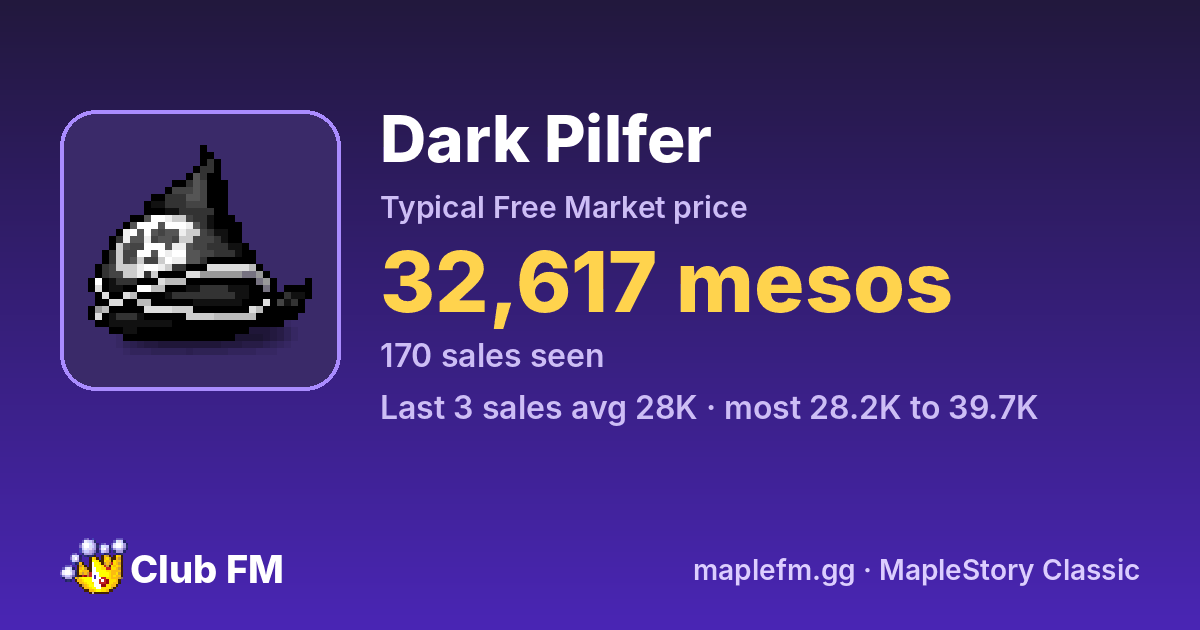 Dark Pilfer
Typical Free Market price
32,617 mesos
170 sales seen
Last 3 sales avg 28K · most 28.2K to 39.7K
Club FM
maplefm.gg · MapleStory Classic